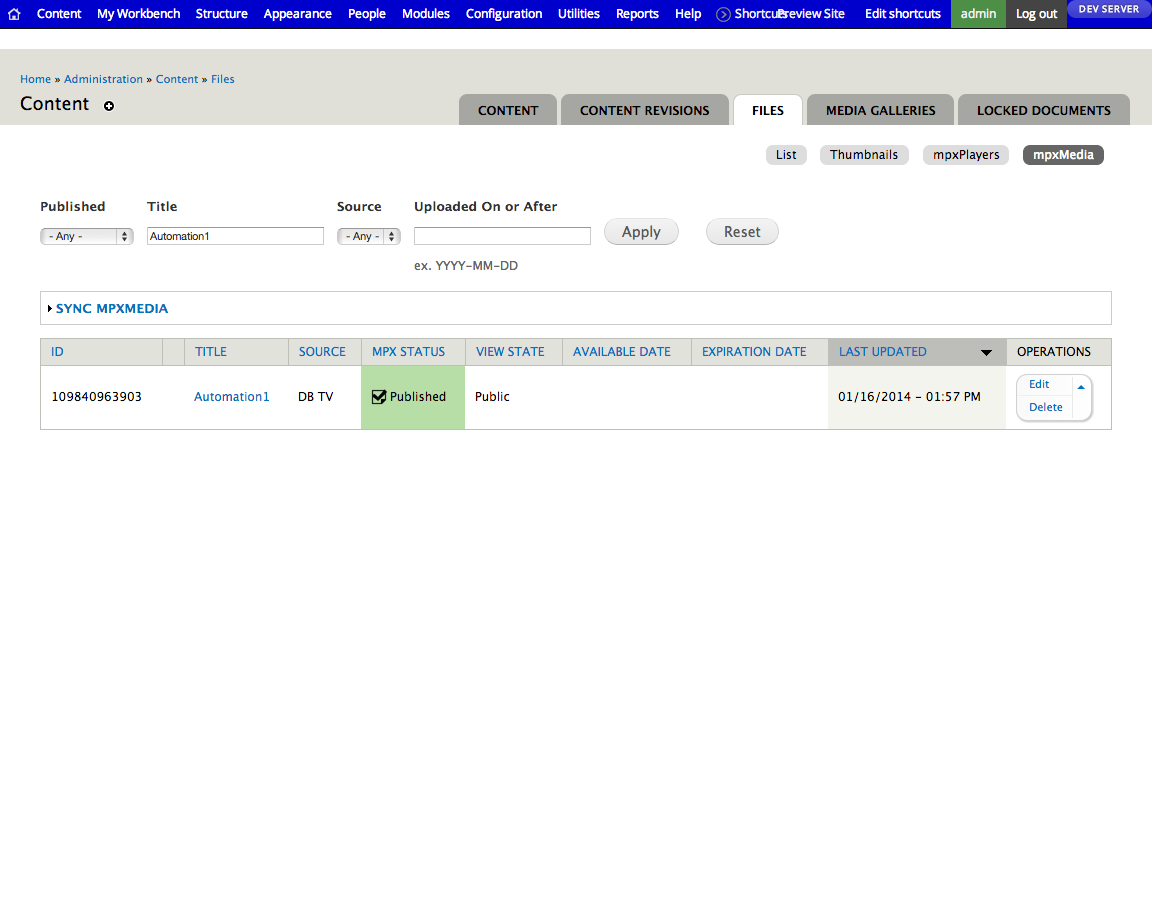 Content My Workbench Structure Appearance People Modules Configuration Utilities Reports Help Shortcuts Preview Site Edit shortcuts admin Log out DEV SERVER
Home » Administration » Content » Files
Content
CONTENT CONTENT REVISIONS FILES MEDIA GALLERIES LOCKED DOCUMENTS
List Thumbnails mpxPlayers mpxMedia
Published Title Source Uploaded On or After
- Any - Automation1 - Any - Apply Reset
ex. YYYY-MM-DD
SYNC MPXMEDIA
ID TITLE SOURCE MPX STATUS VIEW STATE AVAILABLE DATE EXPIRATION DATE LAST UPDATED OPERATIONS
109840963903 Automation1 DB TV Published Public 01/16/2014 - 01:57 PM Edit
Delete